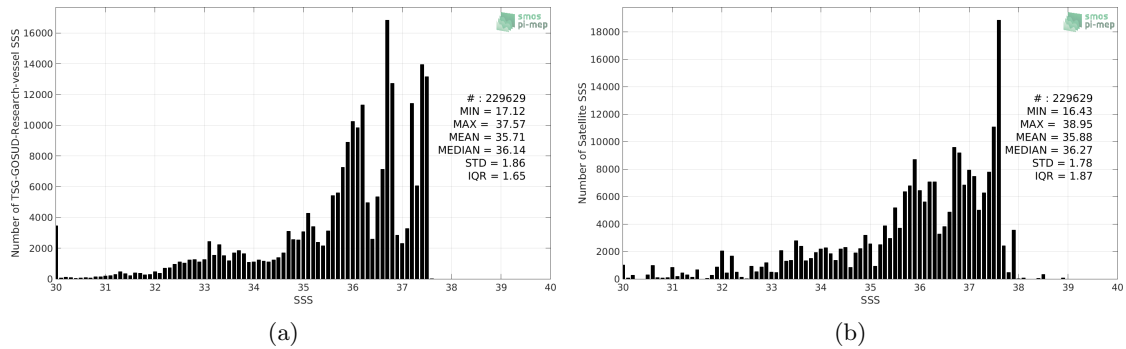 smos
pi-mep
Number of TSG-GOSUD-Research-vessel SSS
16000
14000
12000
10000
8000
6000
4000
2000
0
# : 229629
MIN = 17.12
MAX = 37.57
MEAN = 35.71
MEDIAN = 36.14
STD = 1.86
IQR = 1.65
30 31 32 33 34 35 36 37 38 39 40
SSS
(a)
smos
pi-mep
Number of Satellite SSS
18000
16000
14000
12000
10000
8000
6000
4000
2000
0
# : 229629
MIN = 16.43
MAX = 38.95
MEAN = 35.88
MEDIAN = 36.27
STD = 1.78
IQR = 1.87
30 31 32 33 34 35 36 37 38 39 40
SSS
(b)